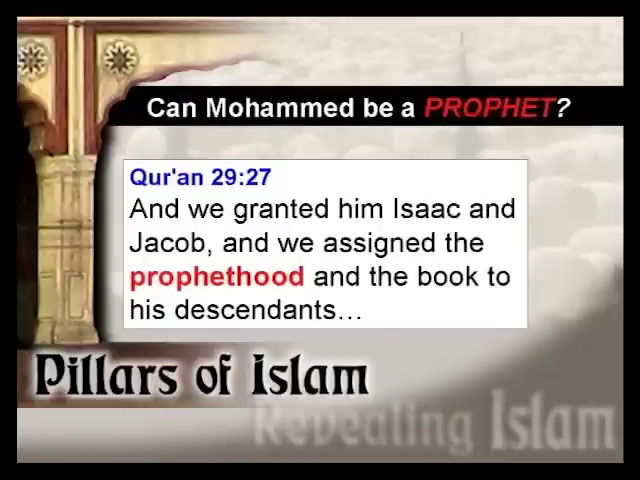 Can Mohammed be a PROPHET?
Qur'an 29:27
And we granted him Isaac and
Jacob, and we assigned the
prophethood and the book to
his descendants...
Pillars of Islam
Revealing Islam